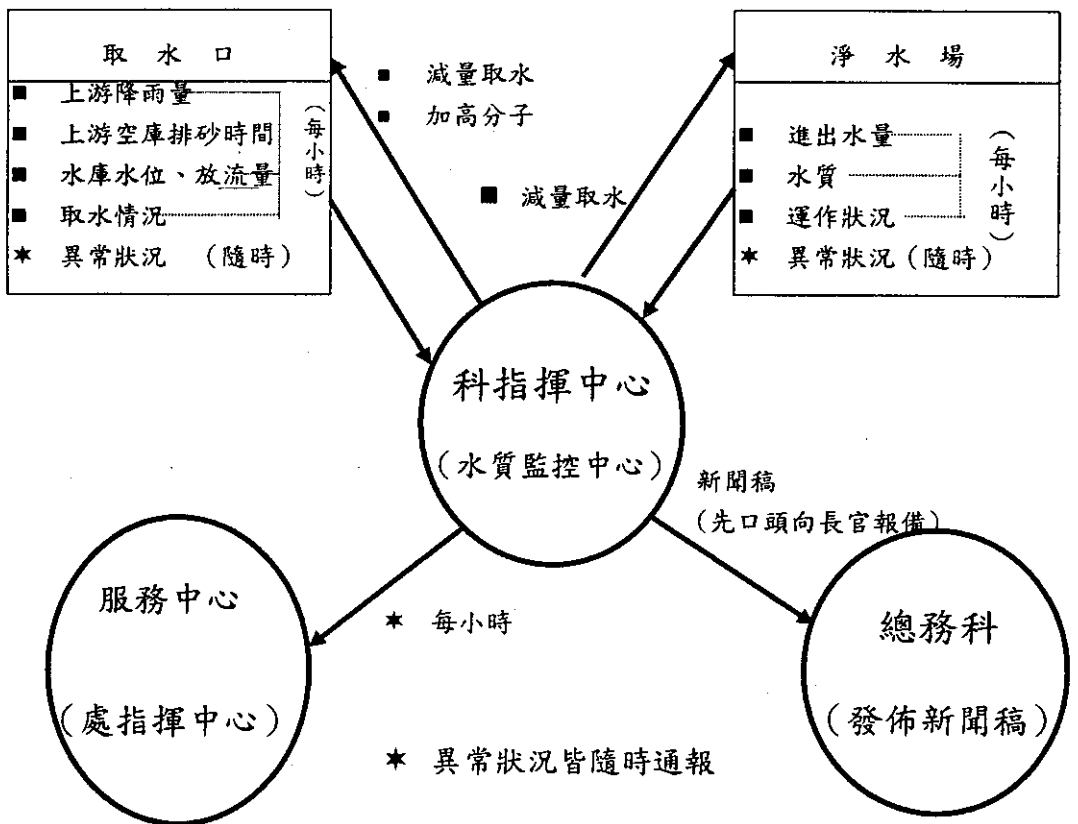 取水口
■ 上游降雨量
■ 上游空庫排砂時間
■ 水庫水位、放流量
■ 取水情況
（每小時）
★ 異常狀況 （隨時）
■ 減量取水
■ 加高分子
■ 減量取水
淨水場
■ 進出水量
■ 水質
■ 運作狀況
（每小時）
★ 異常狀況（隨時）
科指揮中心
（水質監控中心）
新聞稿
（先口頭向長官報備）
服務中心
（處指揮中心）
★ 每小時
總務科
（發佈新聞稿）
★ 異常狀況皆隨時通報